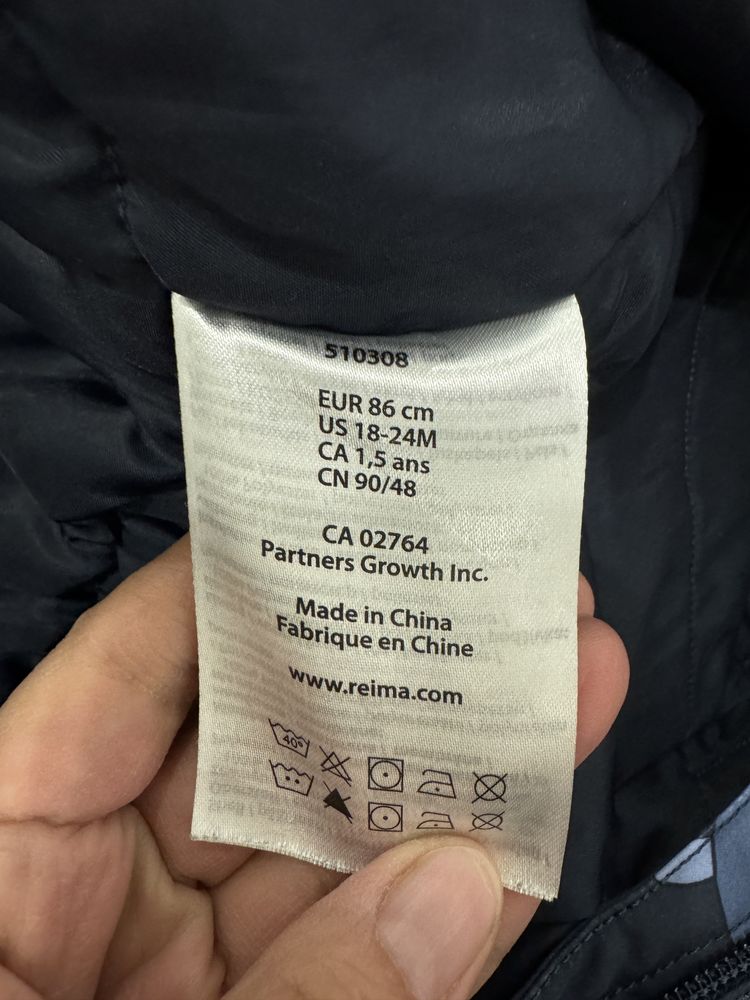 510308
EUR 86 cm
US 18-24M
CA 1,5 ans
CN 90/48
CA 02764
Partners Growth Inc.
Made in China
Fabrique en Chine
www.reima.com
40°